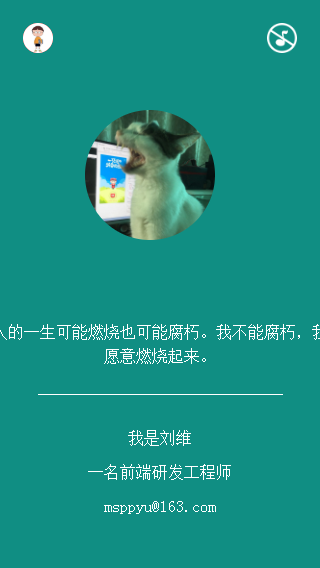 人的一生可能燃烧也可能腐朽。我不能腐朽，我
愿意燃烧起来。
我是刘维
一名前端研发工程师
msppyu@163.com